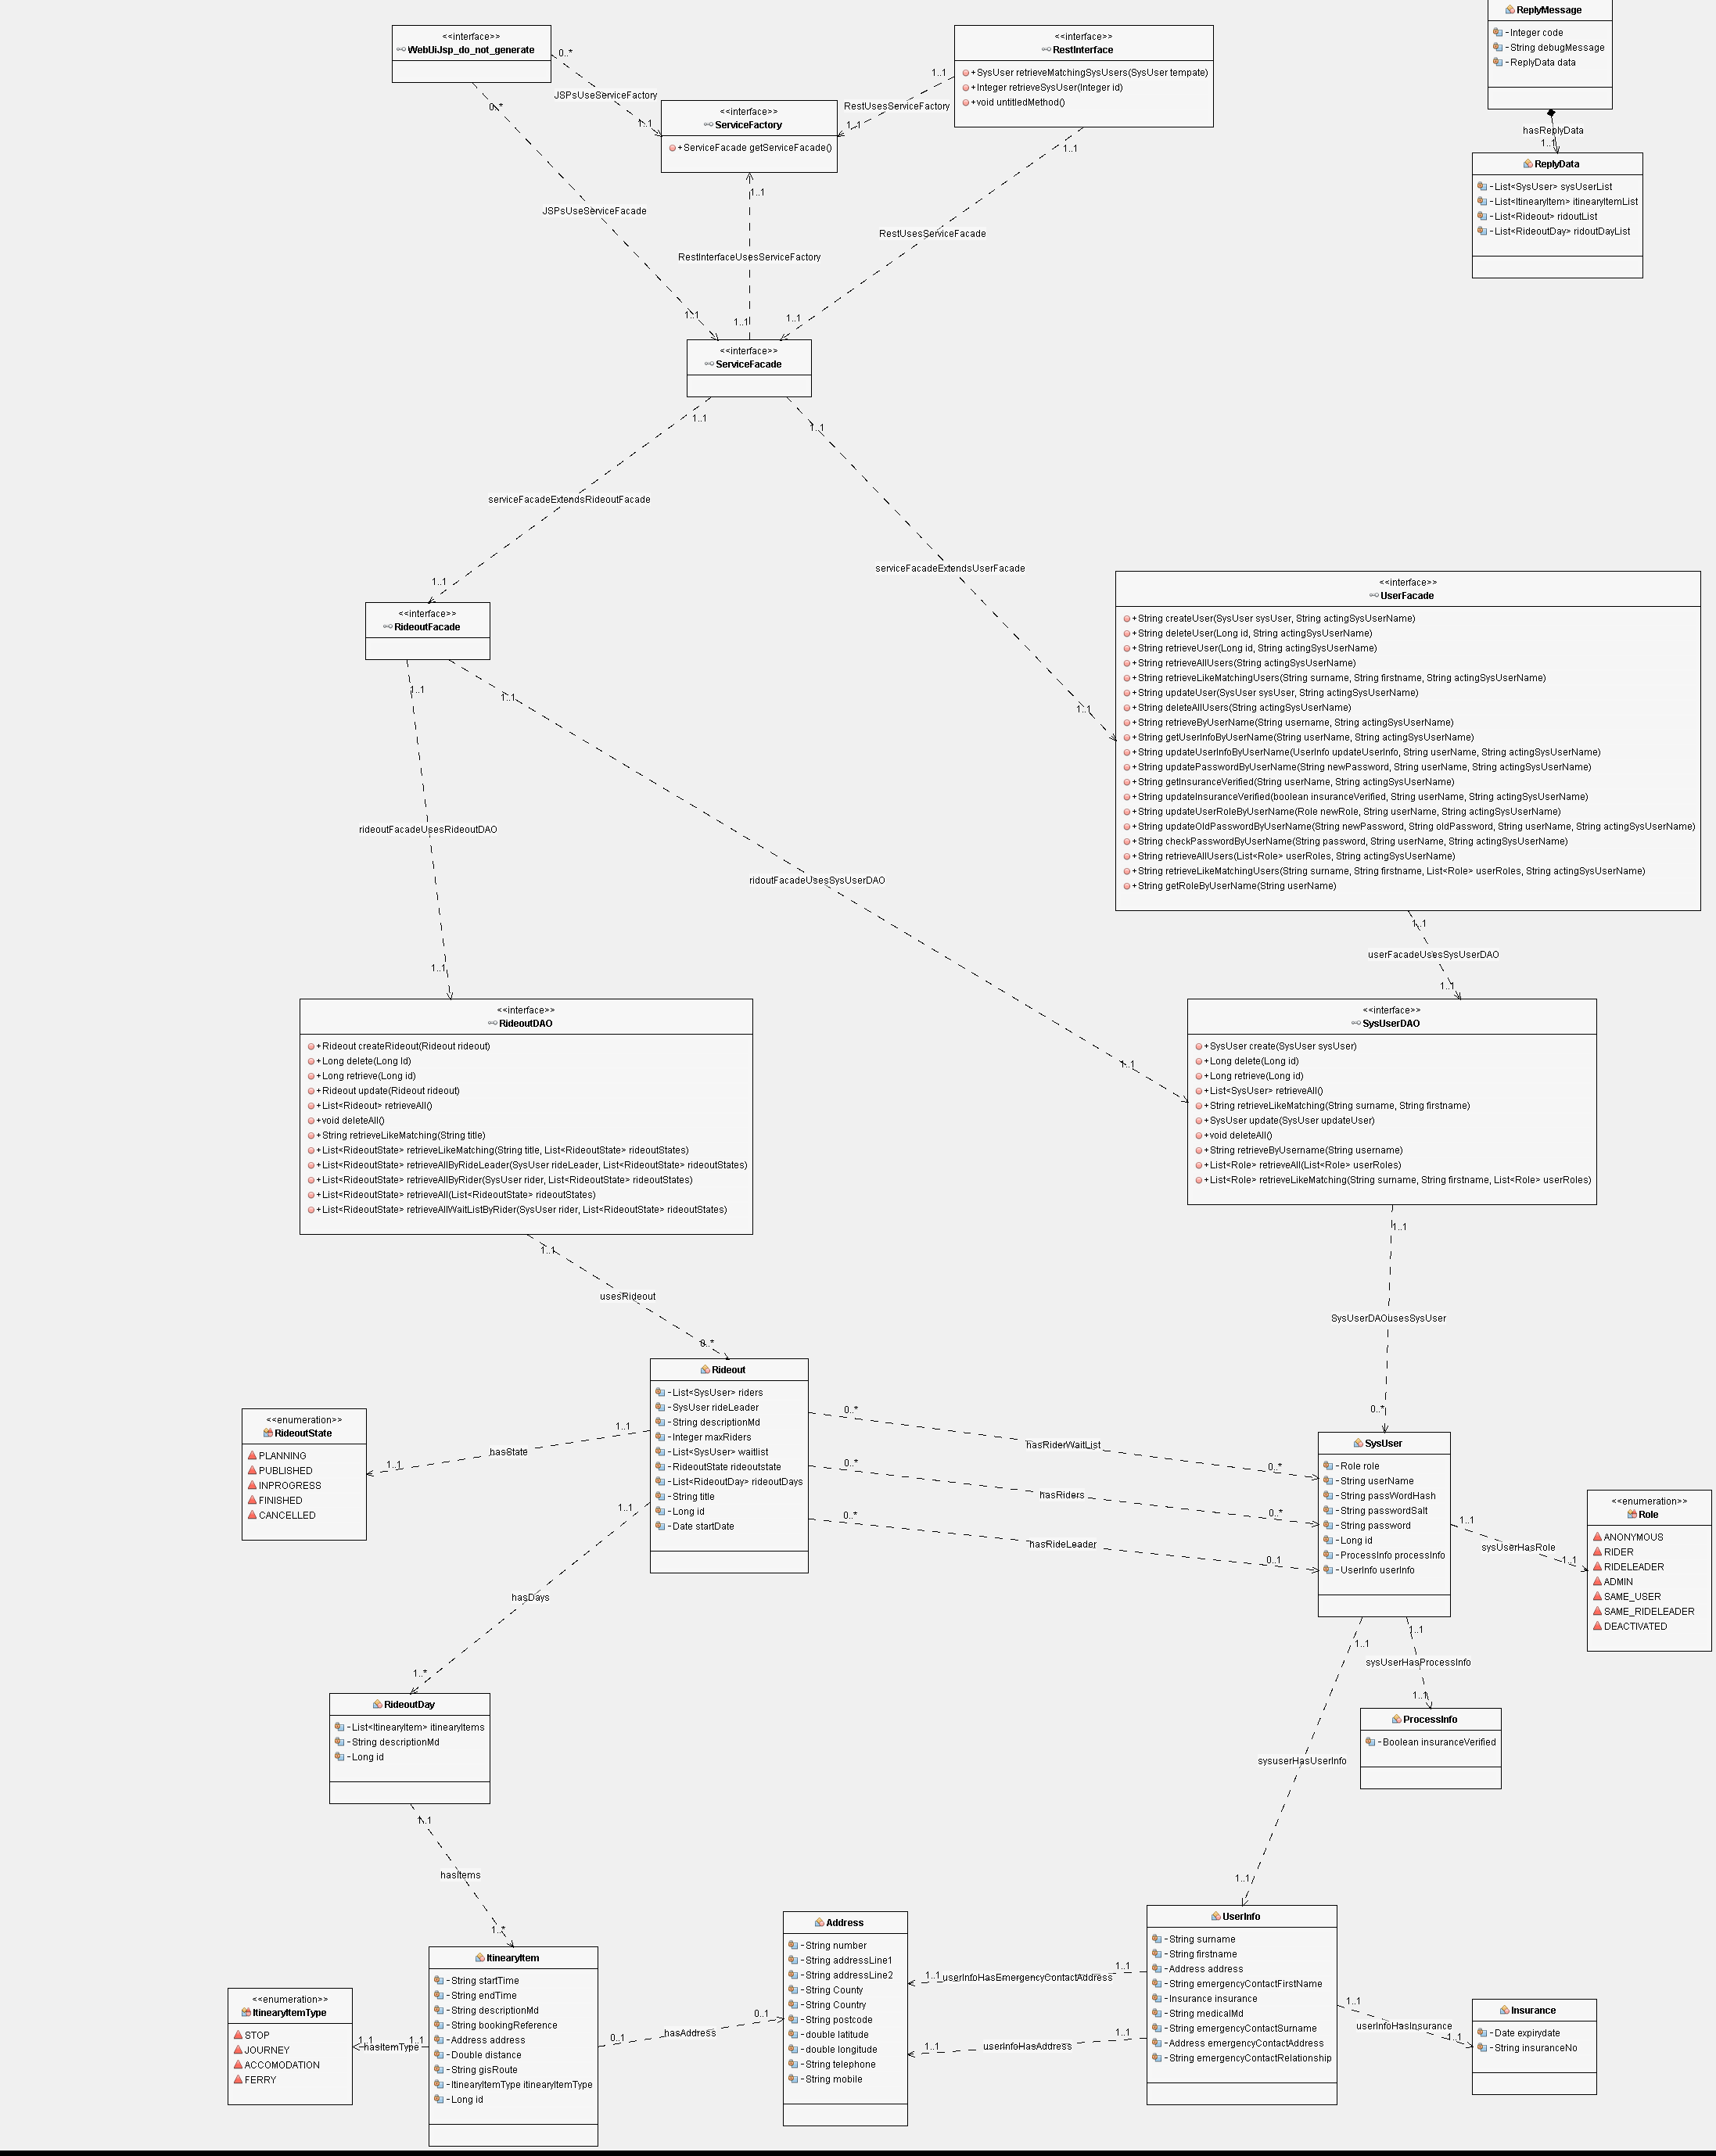 <<interface>>
WebUiJsp_do_not_generate
0..*
0..*
JSPsUseServiceFactory
1..1
JSPsUseServiceFacade
1..1
<<interface>>
ServiceFactory
+ServiceFacade getServiceFacade()
1..1
RestInterfaceUsesServiceFactory
1..1
<<interface>>
RestInterface
+SysUser retrieveMatchingSysUsers(SysUser tempate)
+Integer retrieveSysUser(Integer id)
+void untitledMethod()
1..1
RestUsesServiceFactory
1..1
1..1
RestUsesServiceFacade
1..1
ReplyMessage
-Integer code
-String debugMessage
-ReplyData data
hasReplyData
1..1
ReplyData
-List<SysUser> sysUserList
-List<ItinearyItem> itinearyItemList
-List<Rideout> ridoutList
-List<RideoutDay> ridoutDayList
<<interface>>
ServiceFacade
1..1
serviceFacadeExtendsRideoutFacade
1..1
1..1
serviceFacadeExtendsUserFacade
1..1
<<interface>>
RideoutFacade
1..1
rideoutFacadeUsesRideoutDAO
1..1
1..1
ridoutFacadeUsesSysUserDAO
1..1
<<interface>>
UserFacade
+String createUser(SysUser sysUser, String actingSysUserName)
+String deleteUser(Long id, String actingSysUserName)
+String retrieveUser(Long id, String actingSysUserName)
+String retrieveAllUsers(String actingSysUserName)
+String retrieveLikeMatchingUsers(String surname, String firstname, String actingSysUserName)
+String updateUser(SysUser sysUser, String actingSysUserName)
+String deleteAllUsers(String actingSysUserName)
+String retrieveByUserName(String username, String actingSysUserName)
+String getUserInfoByUserName(String userName, String actingSysUserName)
+String updateUserInfoByUserName(UserInfo updateUserInfo, String userName, String actingSysUserName)
+String updatePasswordByUserName(String newPassword, String userName, String actingSysUserName)
+String getInsuranceVerified(String userName, String actingSysUserName)
+String updateInsuranceVerified(boolean insuranceVerified, String userName, String actingSysUserName)
+String updateUserRoleByUserName(Role newRole, String userName, String actingSysUserName)
+String updateOldPasswordByUserName(String newPassword, String oldPassword, String userName, String actingSysUserName)
+String checkPasswordByUserName(String password, String userName, String actingSysUserName)
+String retrieveAllUsers(List<Role> userRoles, String actingSysUserName)
+String retrieveLikeMatchingUsers(String surname, String firstname, List<Role> userRoles, String actingSysUserName)
+String getRoleByUserName(String userName)
1..1
userFacadeUsesSysUserDAO
1..1
<<interface>>
RideoutDAO
+Rideout createRideout(Rideout rideout)
+Long delete(Long Id)
+Long retrieve(Long id)
+Rideout update(Rideout rideout)
+List<Rideout> retrieveAll()
+void deleteAll()
+String retrieveLikeMatching(String title)
+List<RideoutState> retrieveLikeMatching(String title, List<RideoutState> rideoutStates)
+List<RideoutState> retrieveAllByRideLeader(SysUser rideLeader, List<RideoutState> rideoutStates)
+List<RideoutState> retrieveAllByRider(SysUser rider, List<RideoutState> rideoutStates)
+List<RideoutState> retrieveAll(List<RideoutState> rideoutStates)
+List<RideoutState> retrieveAllWaitListByRider(SysUser rider, List<RideoutState> rideoutStates)
1..1
usesRideout
0..*
<<interface>>
SysUserDAO
+SysUser create(SysUser sysUser)
+Long delete(Long id)
+Long retrieve(Long id)
+List<SysUser> retrieveAll()
+String retrieveLikeMatching(String surname, String firstname)
+SysUser update(SysUser updateUser)
+void deleteAll()
+String retrieveByUsername(String username)
+List<Role> retrieveAll(List<Role> userRoles)
+List<Role> retrieveLikeMatching(String surname, String firstname, List<Role> userRoles)
1..1
SysUserDAOusesSysUser
0..*
<<enumeration>>
RideoutState
PLANNING
PUBLISHED
INPROGRESS
FINISHED
CANCELLED
1..1
hasState
1..1
Rideout
-List<SysUser> riders
-SysUser rideLeader
-String descriptionMd
-Integer maxRiders
-List<SysUser> waitlist
-RideoutState rideoutstate
-List<RideoutDay> rideoutDays
-String title
-Long id
-Date startDate
0..*
hasRiderWaitList
0..*
0..*
hasRiders
0..*
0..*
hasRideLeader
0..1
SysUser
-Role role
-String userName
-String passWordHash
-String passwordSalt
-String password
-Long id
-ProcessInfo processInfo
-UserInfo userInfo
1..1
sysUserHasRole
1..1
<<enumeration>>
Role
ANONYMOUS
RIDER
RIDELEADER
ADMIN
SAME_USER
SAME_RIDELEADER
DEACTIVATED
1..1
hasDays
1..*
1..1
sysUserHasProcessInfo
1..1
1..1
sysuserHasUserInfo
1..1
RideoutDay
-List<ItinearyItem> itinearyItems
-String descriptionMd
-Long id
1..1
hasItems
1..*
ProcessInfo
-Boolean insuranceVerified
<<enumeration>>
ItinearyItemType
STOP
JOURNEY
ACCOMODATION
FERRY
1..1
hasItemType
1..1
ItinearyItem
-String startTime
-String endTime
-String descriptionMd
-String bookingReference
-Address address
-Double distance
-String gisRoute
-ItinearyItemType itinearyItemType
-Long id
0..1
hasAddress
0..1
Address
-String number
-String addressLine1
-String addressLine2
-String County
-String Country
-String postcode
-double latitude
-double longitude
-String telephone
-String mobile
1..1
userInfoHasEmergencyContactAddress
1..1
1..1
userInfoHasAddress
1..1
UserInfo
-String surname
-String firstname
-Address address
-String emergencyContactFirstName
-Insurance insurance
-String medicalMd
-String emergencyContactSurname
-Address emergencyContactAddress
-String emergencyContactRelationship
1..1
userInfoHasInsurance
1..1
Insurance
-Date expirydate
-String insuranceNo